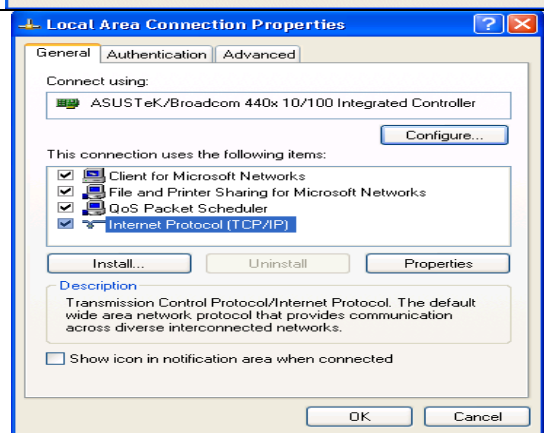 Local Area Connection Properties
General Authentication Advanced
Connect using:
ASUSTeK/Broadcom 440x 10/100 Integrated Controller
Configure...
This connection uses the following items:
Client for Microsoft Networks
File and Printer Sharing for Microsoft Networks
QoS Packet Scheduler
Internet Protocol (TCP/IP)
Install... Uninstall Properties
Description
Transmission Control Protocol/Internet Protocol. The default
wide area network protocol that provides communication
across diverse interconnected networks.
Show icon in notification area when connected
OK Cancel